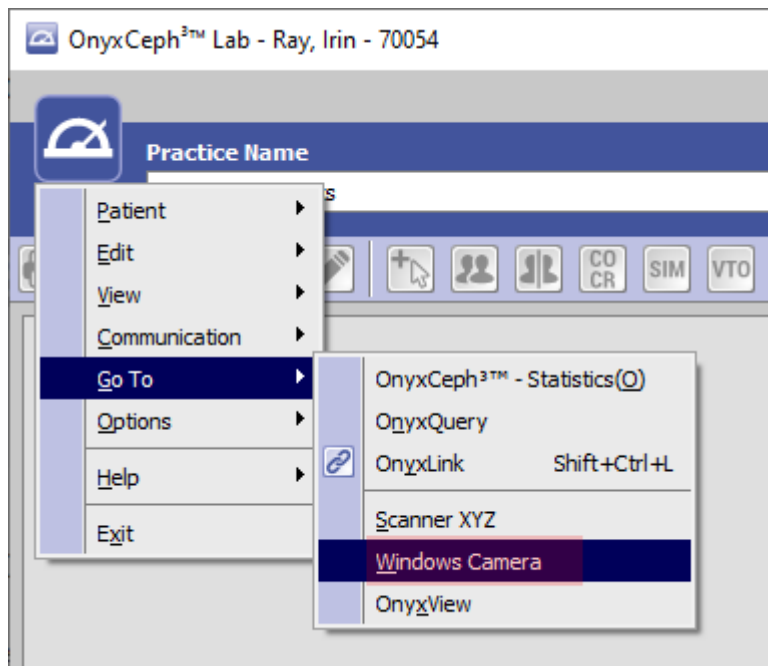 OnyxCeph³™ Lab - Ray, Irin - 70054
Practice Name
s
Patient
Edit
View
Communication
Go To
Options
Help
Exit
CO
CR
SIM
VTO
OnyxCeph³™ - Statistics(O)
OnyxQuery
OnyxLink Shift+Ctrl+L
Scanner XYZ
Windows Camera
OnyxView